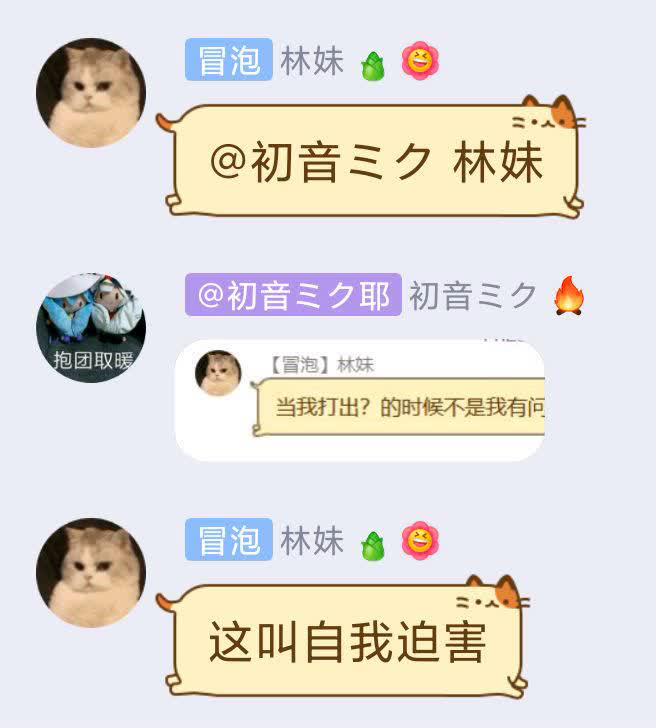 冒泡 林妹
@初音ミク 林妹
@初音ミク耶 初音ミク
抱团取暖
【冒泡】林妹
当我打出？的时候不是我有问
冒泡 林妹
这叫自我迫害